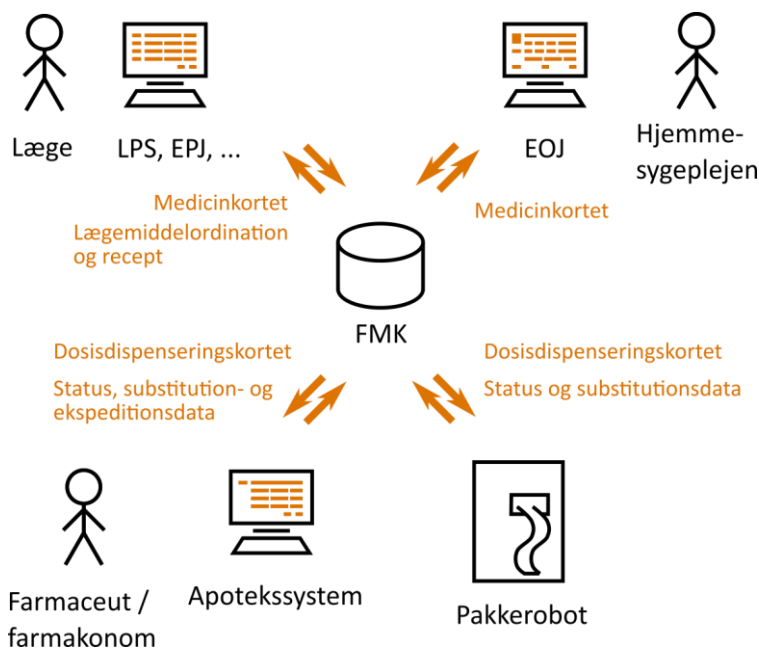 Læge
LPS, EPJ, ...
EOJ
Hjemme-
sygeplejen
Medicinkortet
Lægemiddelordination
og recept
Medicinkortet
FMK
Dosisdispenseringskortet
Status, substitution- og
ekspeditionsdata
Dosisdispenseringskortet
Status og substitutionsdata
Farmaceut /
farmakonom
Apotekssystem
Pakkerobot